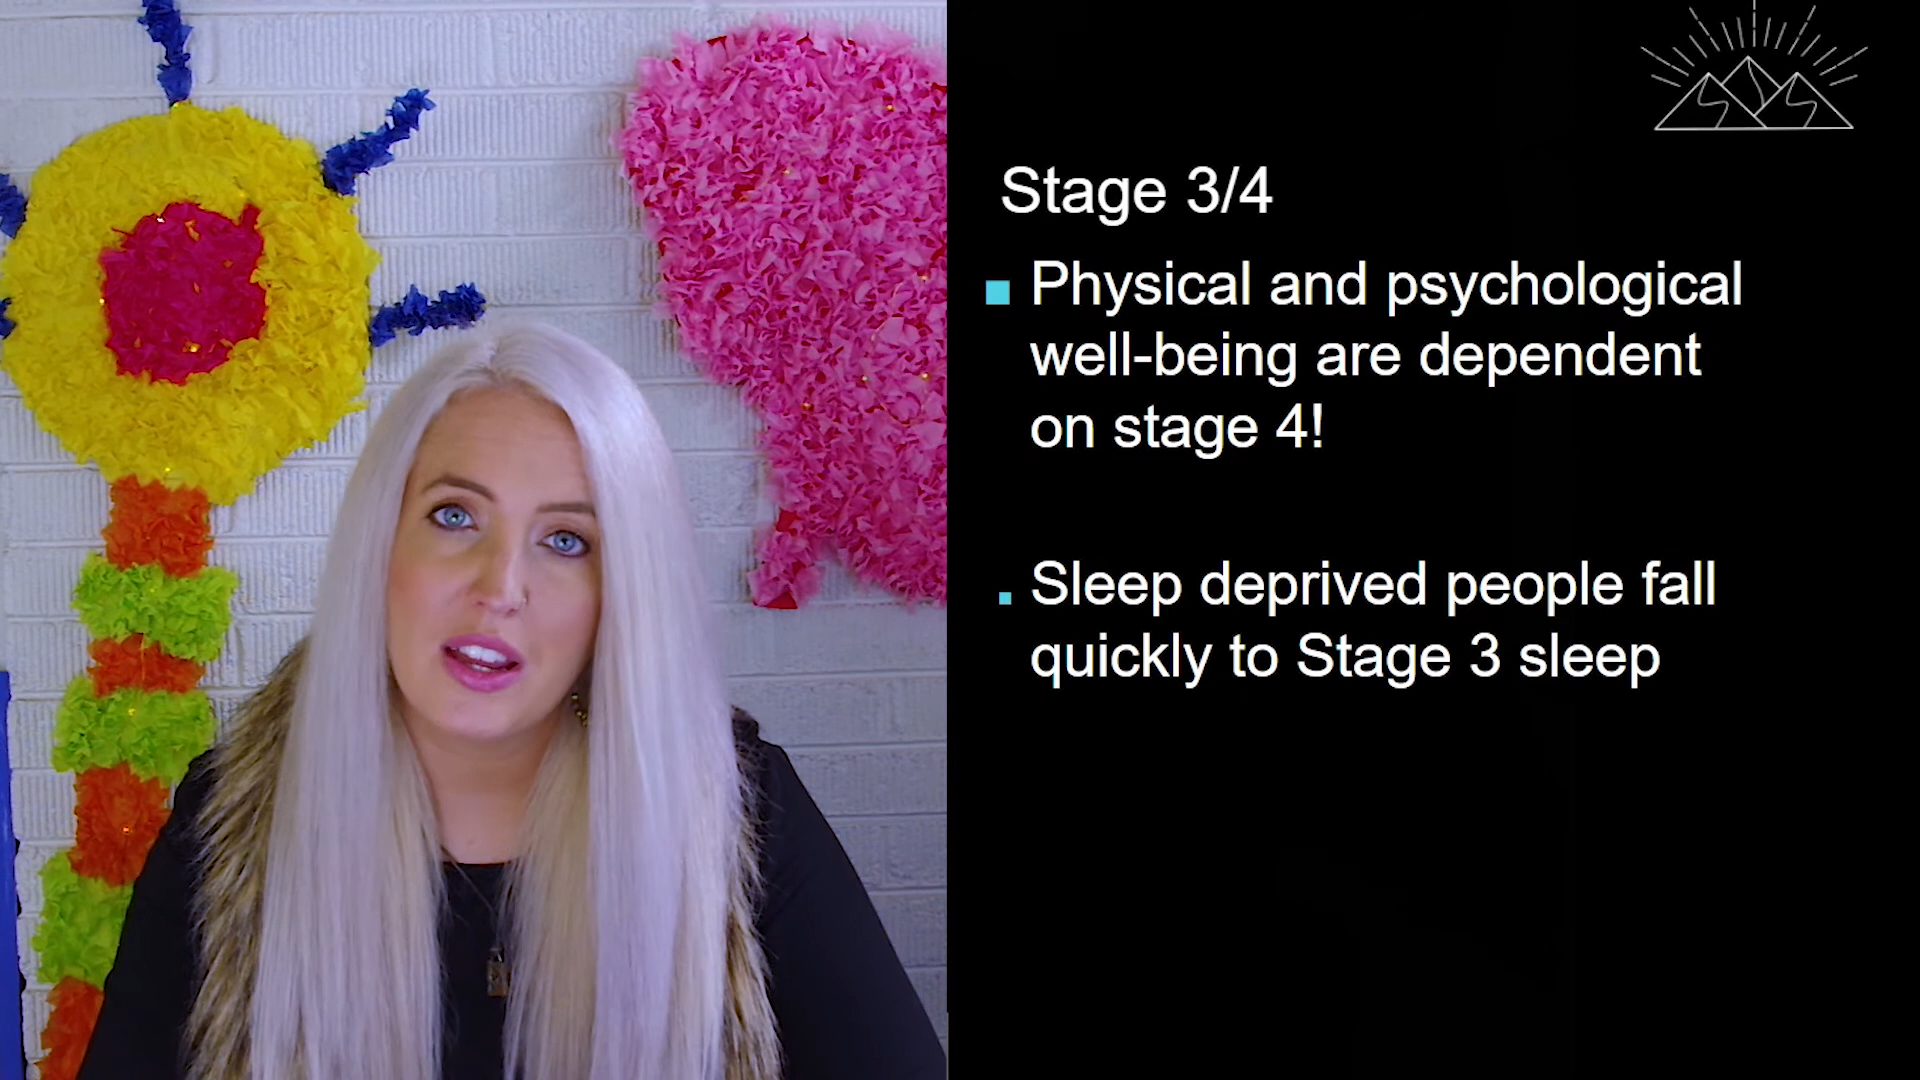 Stage 3/4
Physical and psychological
well-being are dependent
on stage 4!
Sleep deprived people fall
quickly to Stage 3 sleep